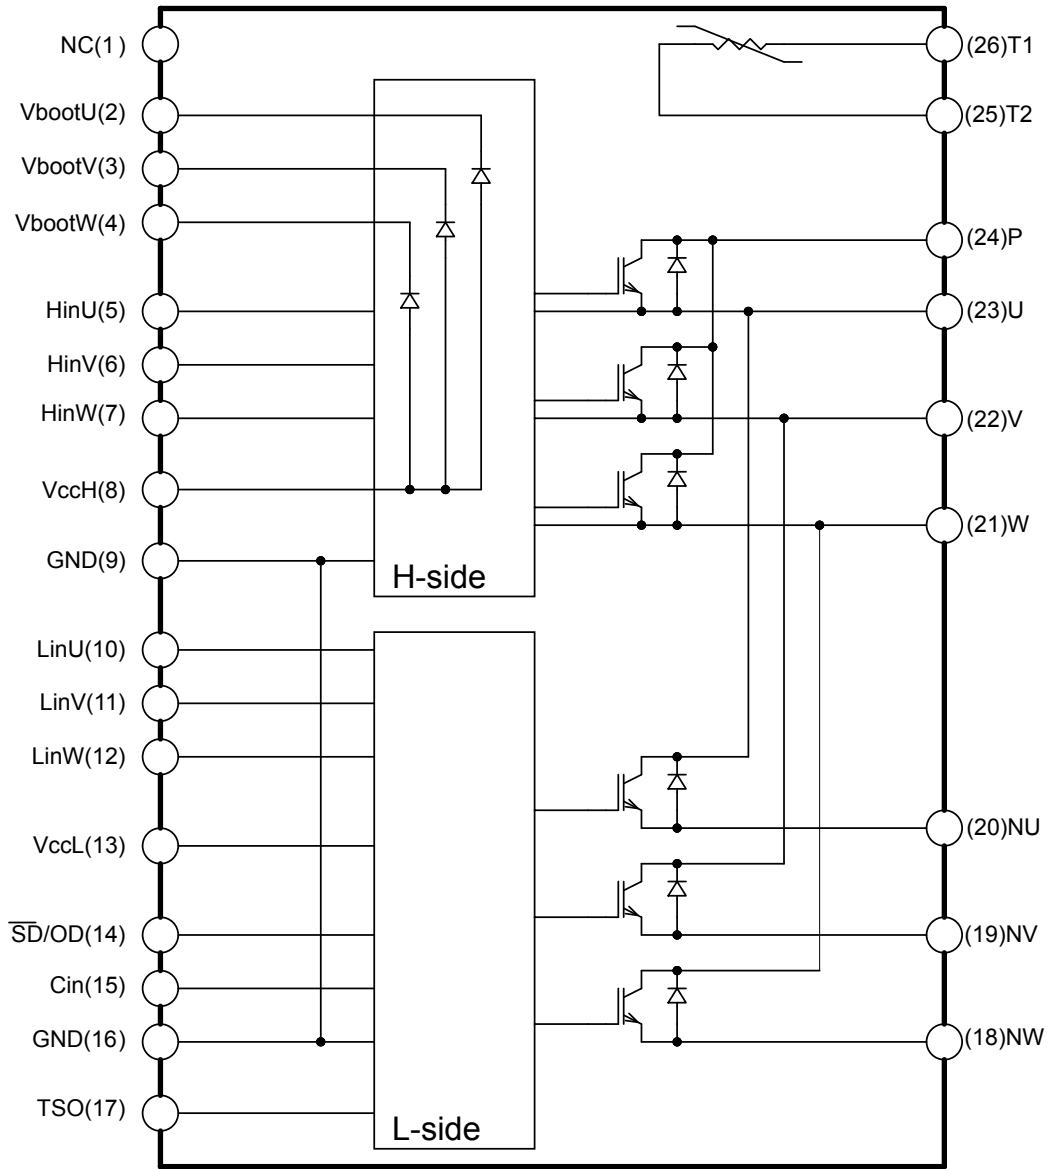 NC(1)
VbootU(2)
VbootV(3)
VbootW(4)
HinU(5)
HinV(6)
HinW(7)
VccH(8)
GND(9)
LinU(10)
LinV(11)
LinW(12)
VccL(13)
S̅D̅/OD(14)
Cin(15)
GND(16)
TSO(17)
H-side
L-side
(26)T1
(25)T2
(24)P
(23)U
(22)V
(21)W
(20)NU
(19)NV
(18)NW